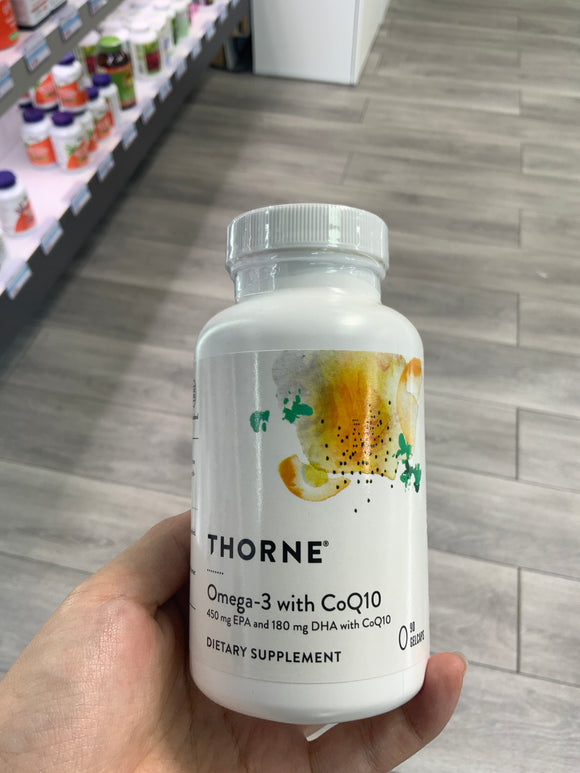 THORNE®
Omega-3 with CoQ10
450 mg EPA and 180 mg DHA with CoQ10
90
GELCAPS
DIETARY SUPPLEMENT